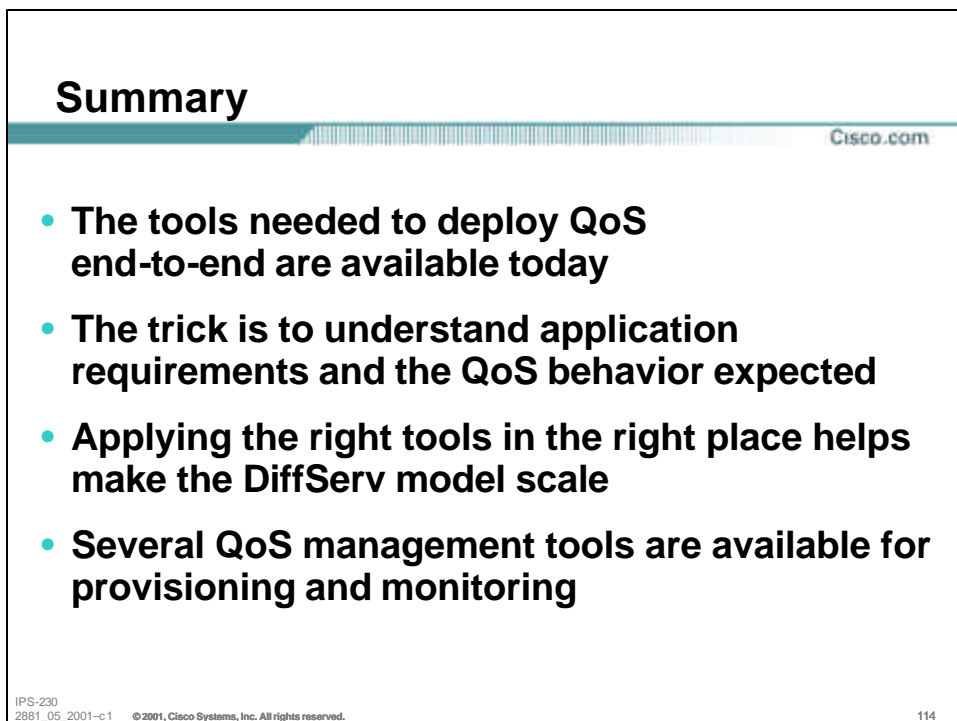 Summary
Cisco.com
• The tools needed to deploy QoS
end-to-end are available today
• The trick is to understand application
requirements and the QoS behavior expected
• Applying the right tools in the right place helps
make the DiffServ model scale
• Several QoS management tools are available for
provisioning and monitoring
IPS-230
2881_05_2001–c1 © 2001, Cisco Systems, Inc. All rights reserved. 114